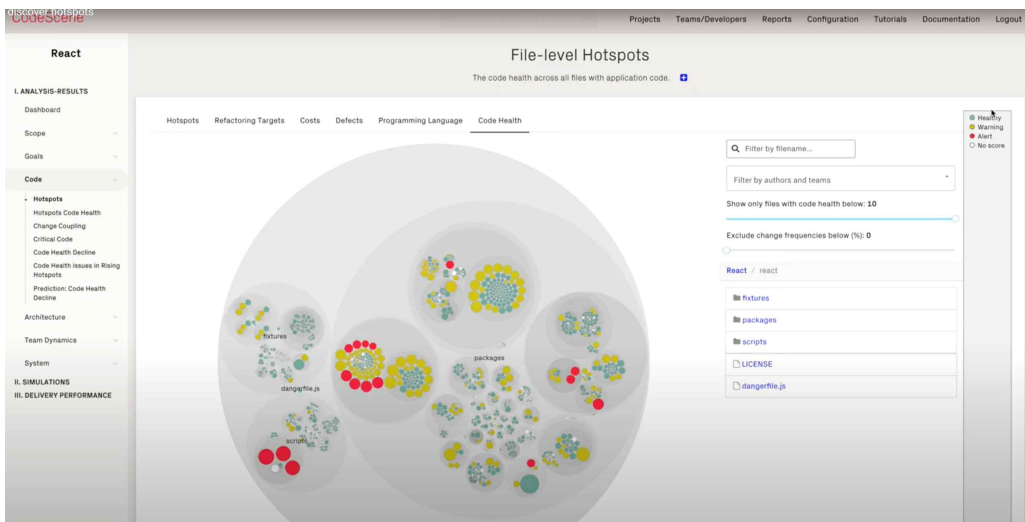 discover hotspots
CodeScene
Projects Teams/Developers Reports Configuration Tutorials Documentation Logout
React
File-level Hotspots
The code health across all files with application code.
I. ANALYSIS-RESULTS
Dashboard
Scope
Goals
Code
Hotspots
Hotspots Code Health
Change Coupling
Critical Code
Code Health Decline
Code Health issues in Rising
Hotspots
Prediction: Code Health
Decline
Architecture
Team Dynamics
System
II. SIMULATIONS
III. DELIVERY PERFORMANCE
Hotspots Refactoring Targets Costs Defects Programming Language Code Health
fixtures
dangerfile.js
packages
scripts
Filter by filename...
Filter by authors and teams
Show only files with code health below: 10
Exclude change frequencies below (%): 0
React / react
fixtures
packages
scripts
LICENSE
dangerfile.js
Healthy
Warning
Alert
No score